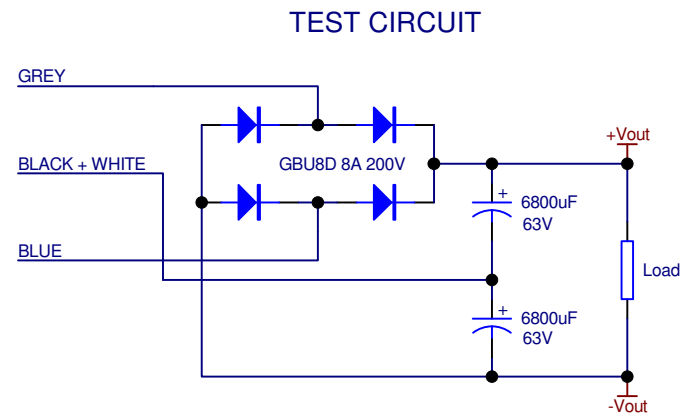 TEST CIRCUIT
GREY
+Vout
BLACK + WHITE
GBU8D 8A 200V
+
6800uF
63V
BLUE
Load
+
6800uF
63V
-Vout